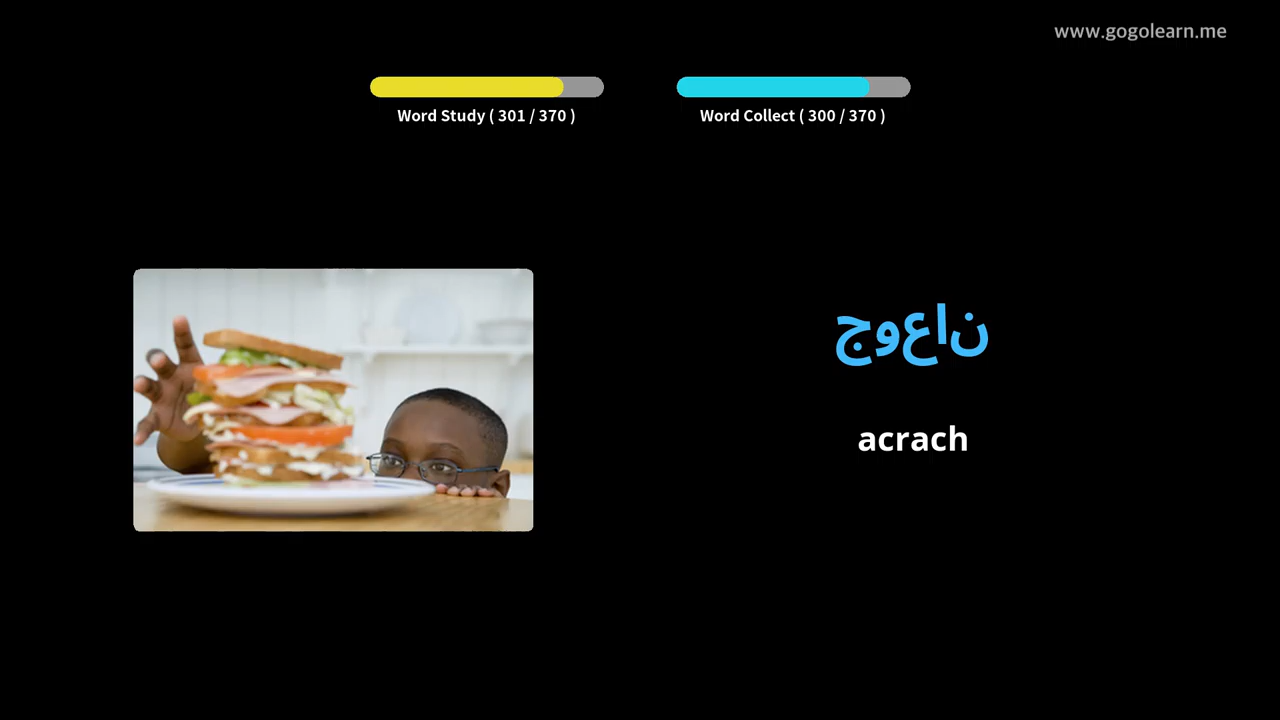 www.gogolearn.me
Word Study ( 301 / 370 )
Word Collect ( 300 / 370 )
جوعان
acrach